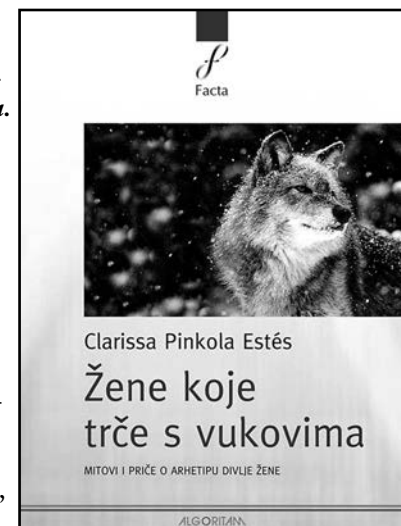 Facta
a.
Clarissa Pinkola Estés
Žene koje
trče s vukovima
MITOVI I PRIČE O ARHETIPU DIVLJE ŽENE
ALGORITAM